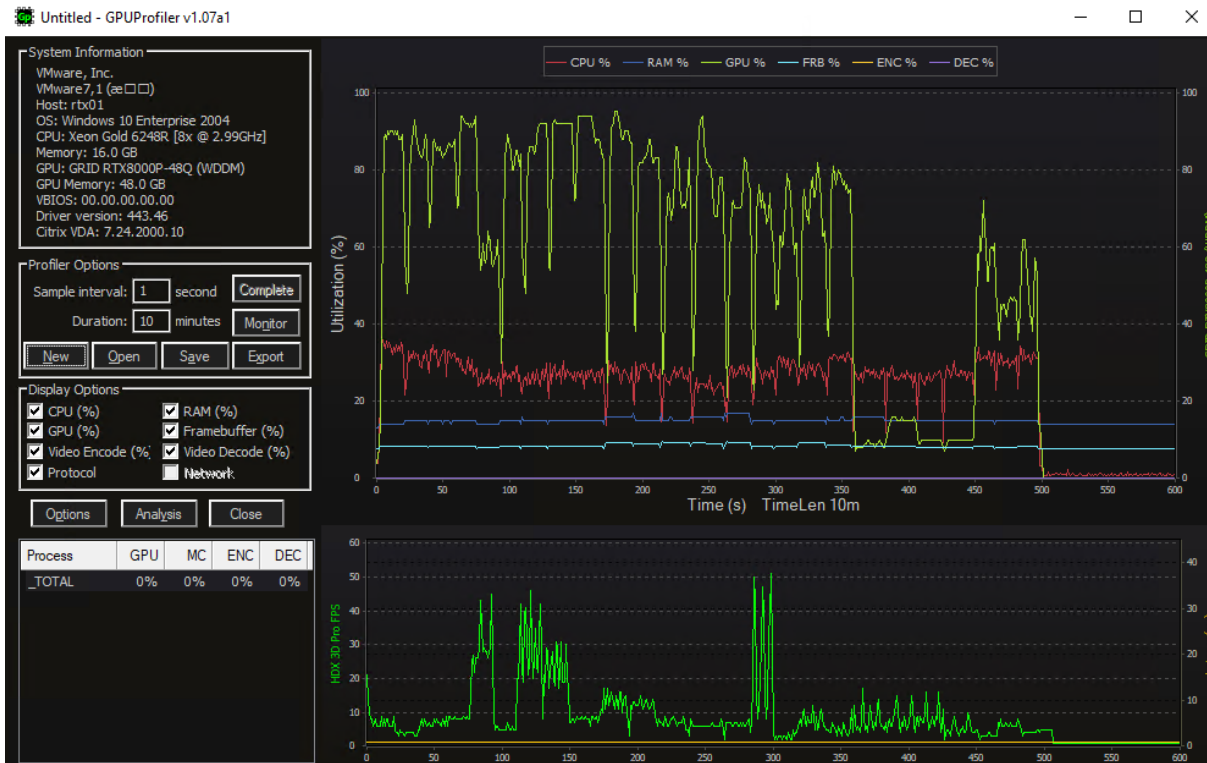 Untitled - GPUProfiler v1.07a1
System Information
VMware, Inc.
VMware7,1 (æ□□)
Host: rtx01
OS: Windows 10 Enterprise 2004
CPU: Xeon Gold 6248R [8x @ 2.99GHz]
Memory: 16.0 GB
GPU: GRID RTX8000P-48Q (WDDM)
GPU Memory: 48.0 GB
VBIOS: 00.00.00.00.00
Driver version: 443.46
Citrix VDA: 7.24.2000.10
Profiler Options
Sample interval: 1 second Complete
Duration: 10 minutes Monitor
New Open Save Export
Display Options
CPU (%) RAM (%)
GPU (%) Framebuffer (%)
Video Encode (%) Video Decode (%)
Protocol Network
Options Analysis Close
Process GPU MC ENC DEC
_TOTAL 0% 0% 0% 0%
CPU % RAM % GPU % FRB % ENC % DEC %
Utilization (%)
100 100
80 80
60 60
40 40
20 20
0 0
0 50 100 150 200 250 300 350 400 450 500 550 600
Time (s) TimeLen 10m
HDX 3D Pro FPS
60
50 40
40 30
30
20 20
10 10
0 0
0 50 100 150 200 250 300 350 400 450 500 550 600